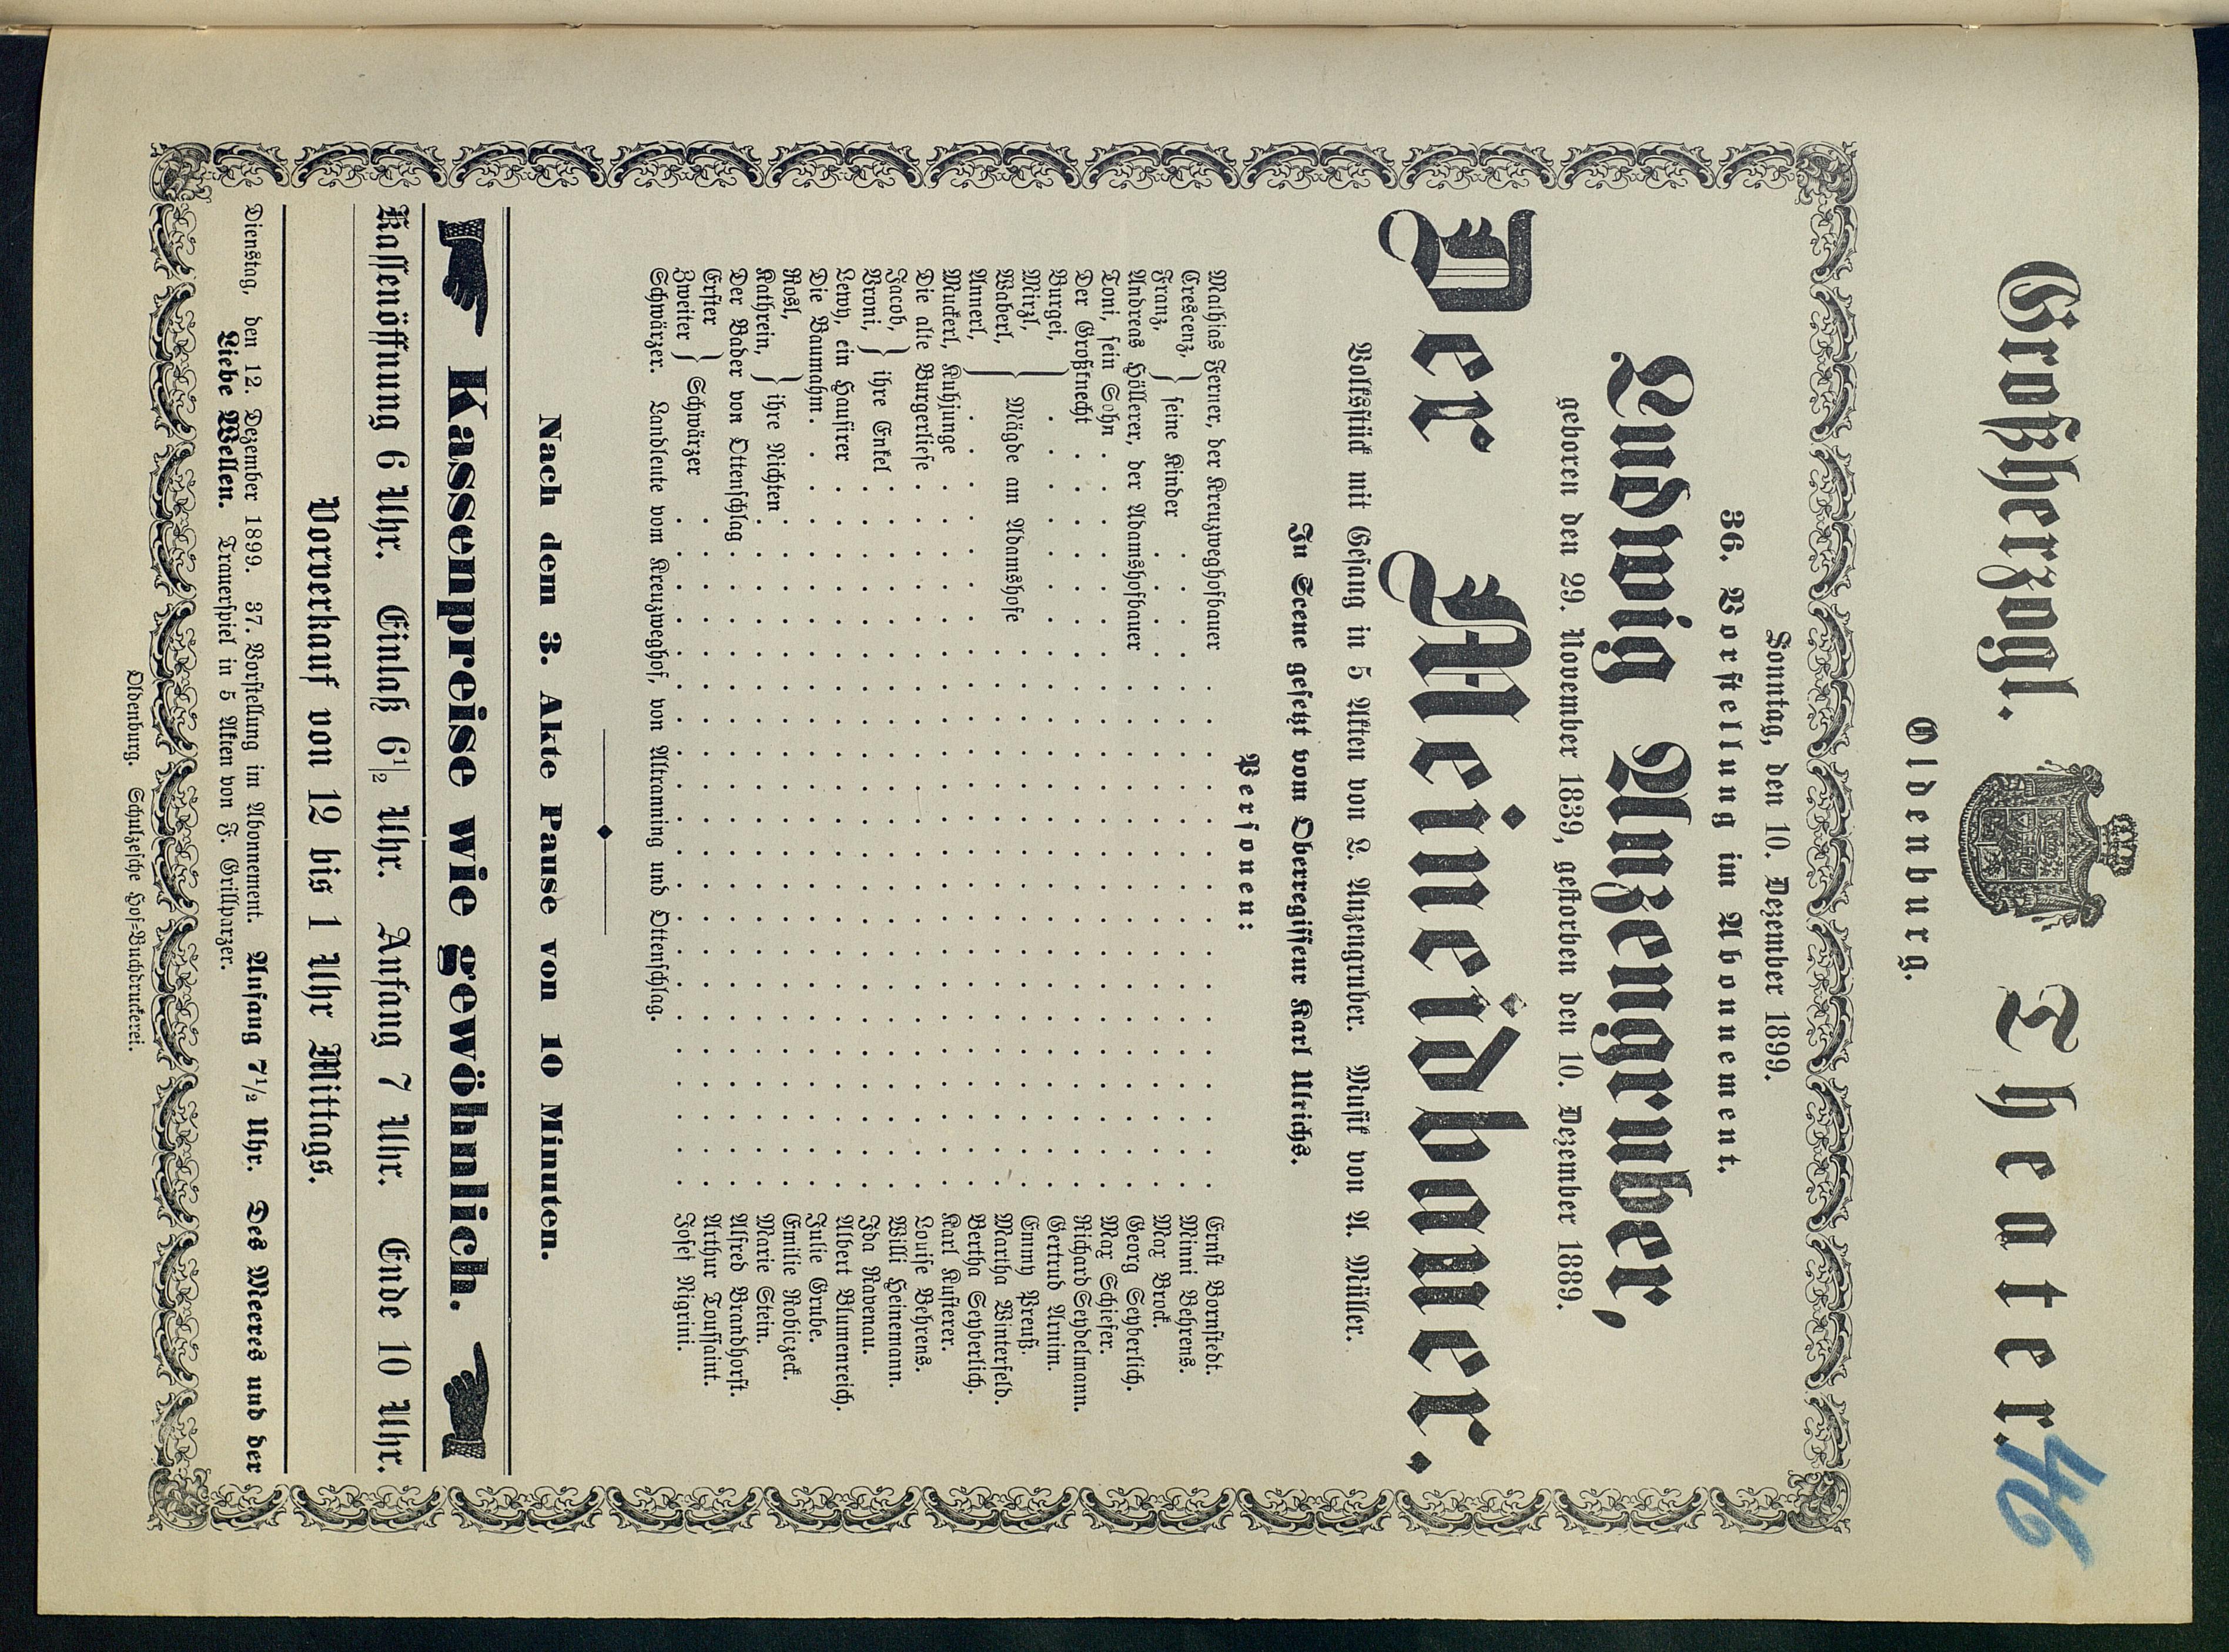 Großherzogl. Theater.
46
Oldenburg.
Sonntag, den 10. Dezember 1899.
36. Vorstellung im Abonnement.
Ludwig Anzengruber,
geboren den 29. November 1839, gestorben den 10. Dezember 1889.
Der Meineidbauer.
Volksstück mit Gesang in 5 Akten von L. Anzengruber. Musik von A. Müller.
In Scene gesetzt vom Oberregisseur Karl Ulrichs.
Personen:
Mathias Ferner, der Kreuzweghofbauer . . . Ernst Bornstedt.
Crescenz, } seine Kinder . . . Minni Behrens.
Franz, } . . . Max Brock.
Andreas Höllerer, der Adamshofbauer . . . Georg Seyberlich.
Toni, sein Sohn . . . Max Schiefer.
Der Großknecht . . . Richard Seydelmann.
Burgei, } . . . Gertrud Arnim.
Mirzl, } Mägde am Adamshofe . . . Emmy Preuß.
Waberl, } . . . Martha Winterfeld.
Annerl, } . . . Bertha Seyberlich.
Muckerl, Kuhjunge . . . Karl Kusterer.
Die alte Burgerliese . . . Louise Behrens.
Jacob, } ihre Enkel . . . Willi Heinemann.
Vroni, } . . . Ida Ravenau.
Lewy, ein Hausirer . . . Albert Blumenreich.
Die Baumahm . . . Julie Grube.
Rosl, } ihre Nichten . . . Emilie Robiczeck.
Kathrein, } . . . Marie Stein.
Der Bader von Ottenschlag . . . Alfred Brandhorst.
Erster } Schwärzer . . . Arthur Toussaint.
Zweiter } . . . Josef Nigrini.
Schwärzer. Landleute vom Kreuzweghof, von Altranning und Ottenschlag.
Nach dem 3. Akte Pause von 10 Minuten.
Kassenpreise wie gewöhnlich.
Kassenöffnung 6 Uhr. Einlaß 6½ Uhr. Anfang 7 Uhr. Ende 10 Uhr.
Vorverkauf von 12 bis 1 Uhr Mittags.
Dienstag, den 12. Dezember 1899. 37. Vorstellung im Abonnement. Anfang 7½ Uhr. Des Meeres und der
Liebe Wellen. Trauerspiel in 5 Akten von F. Grillparzer.
Oldenburg. Schulzesche Hof-Buchdruckerei.